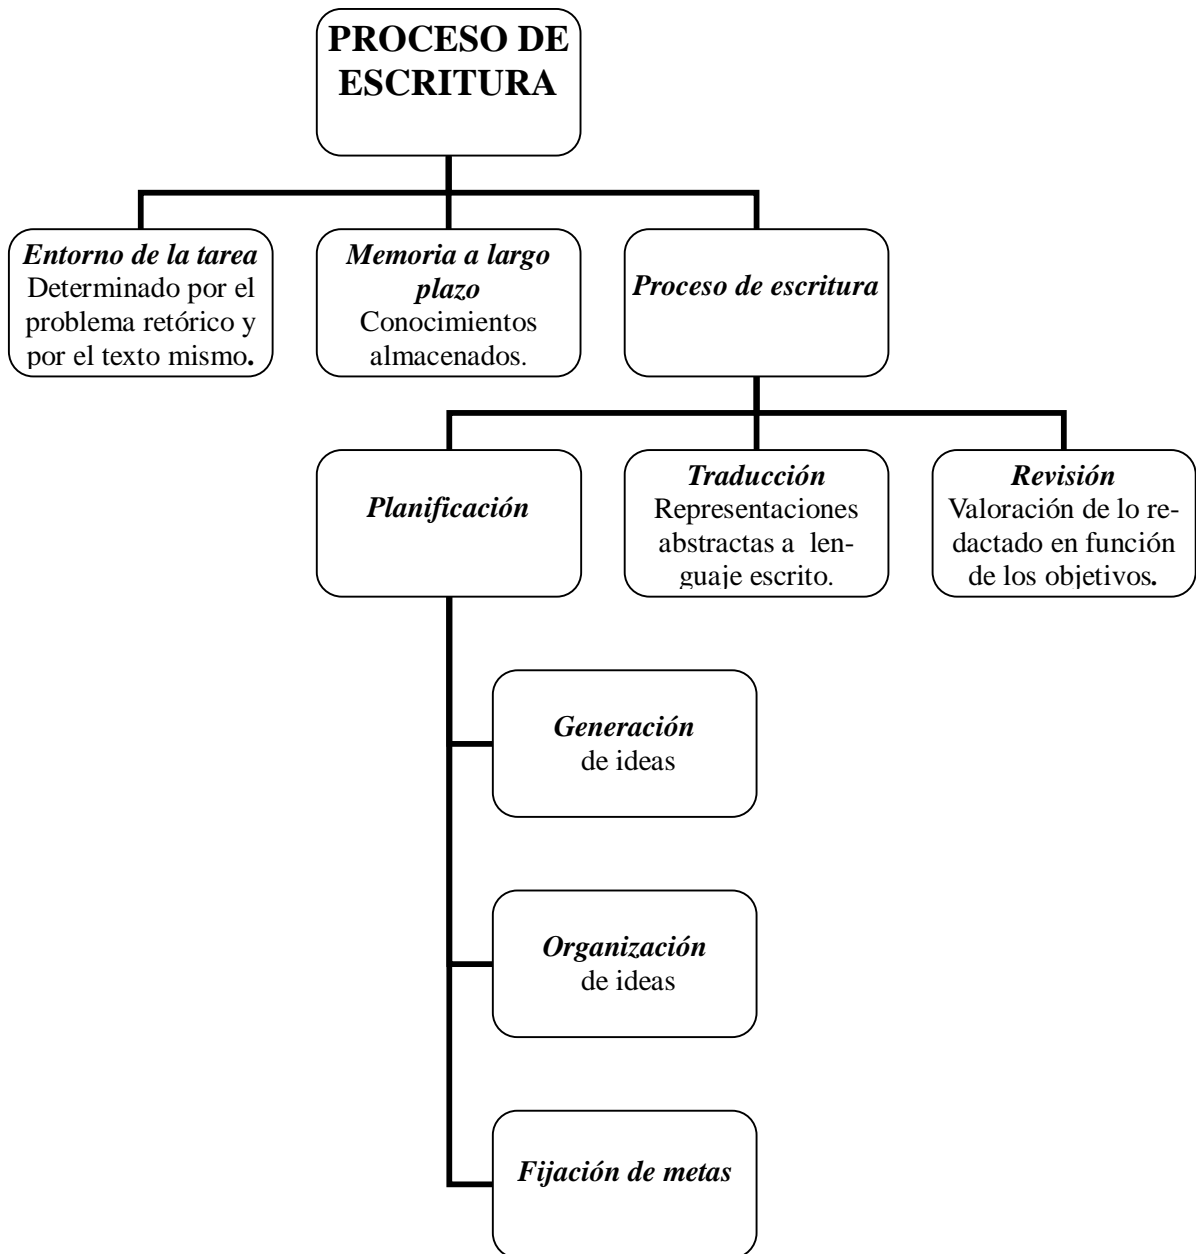 PROCESO DE
ESCRITURA
Entorno de la tarea
Determinado por el
problema retórico y
por el texto mismo.
Memoria a largo
plazo
Conocimientos
almacenados.
Proceso de escritura
Planificación
Traducción
Representaciones
abstractas a len-
guaje escrito.
Revisión
Valoración de lo re-
dactado en función
de los objetivos.
Generación
de ideas
Organización
de ideas
Fijación de metas